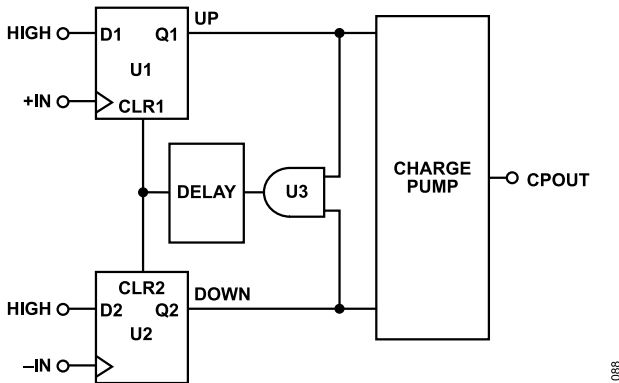 UP
HIGH
D1
Q1
U1
+IN
CLR1
DELAY
U3
CHARGE
PUMP
CPOUT
CLR2
DOWN
HIGH
D2
Q2
U2
–IN
088